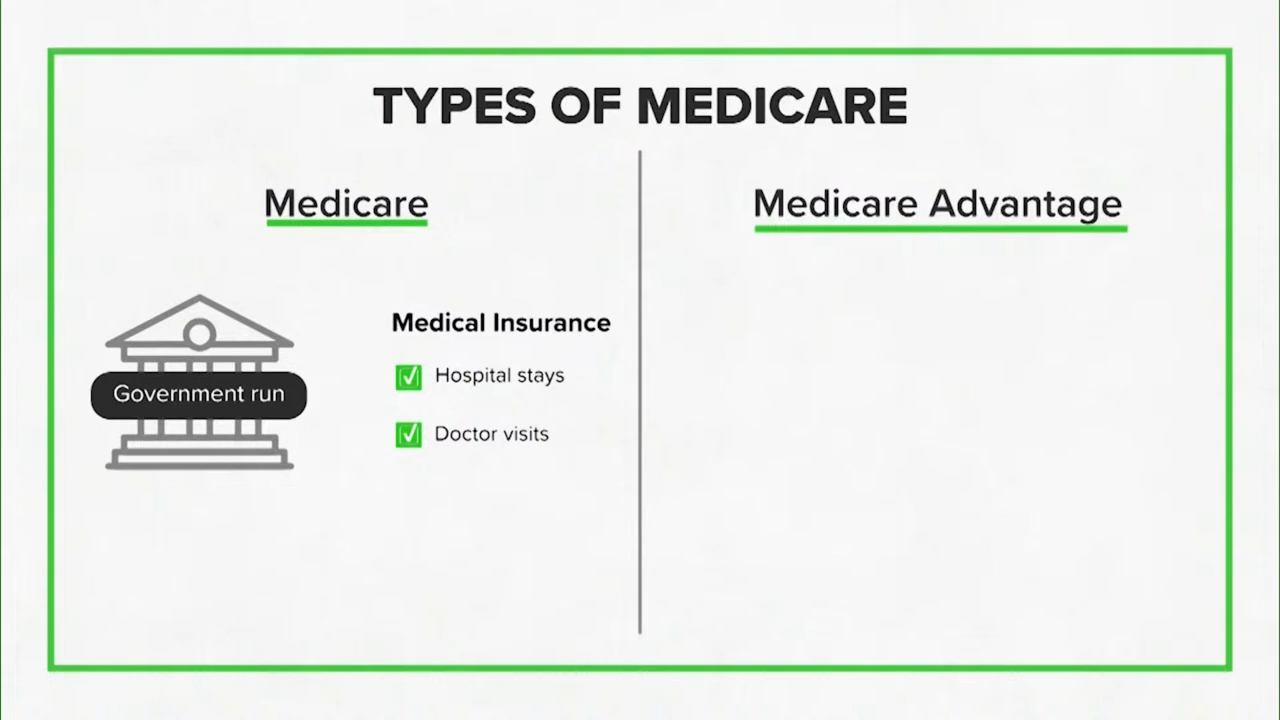 TYPES OF MEDICARE
Medicare
Government run
Medical Insurance
Hospital stays
Doctor visits
Medicare Advantage